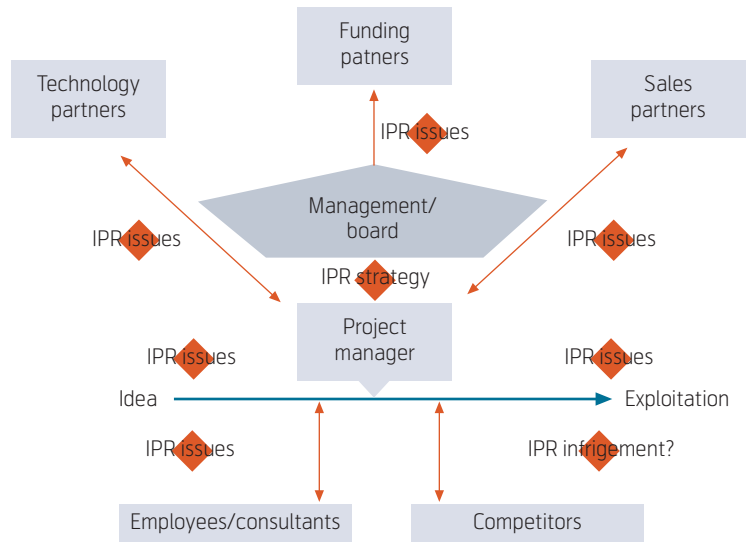 Funding
patners
Technology
partners
Sales
partners
IPR issues
Management/
board
IPR issues
IPR issues
IPR strategy
Project
manager
IPR issues
IPR issues
Idea
Exploitation
IPR issues
IPR infrigement?
Employees/consultants
Competitors